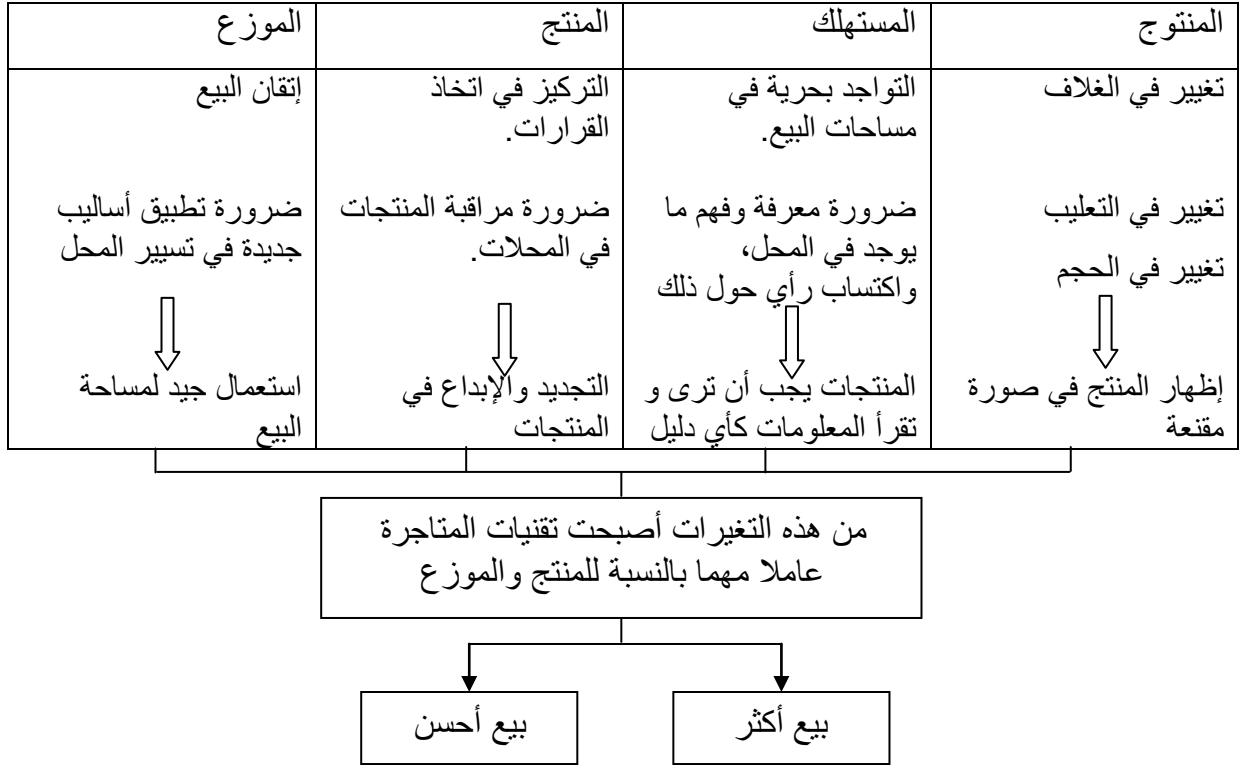 المنتوج
المستهلك
المنتج
الموزع
تغيير في الغلاف
تغيير في التعليب
تغيير في الحجم
إظهار المنتج في صورة
مقنعة
التواجد بحرية في
مساحات البيع.
ضرورة معرفة وفهم ما
يوجد في المحل،
واكتساب رأي حول ذلك
المنتجات يجب أن ترى و
تقرأ المعلومات كأي دليل
التركيز في اتخاذ
القرارات.
ضرورة مراقبة المنتجات
في المحلات.
التجديد والإبداع في
المنتجات
إتقان البيع
ضرورة تطبيق أساليب
جديدة في تسيير المحل
استعمال جيد لمساحة
البيع
من هذه التغيرات أصبحت تقنيات المتاجرة
عاملا مهما بالنسبة للمنتج والموزع
بيع أكثر
بيع أحسن